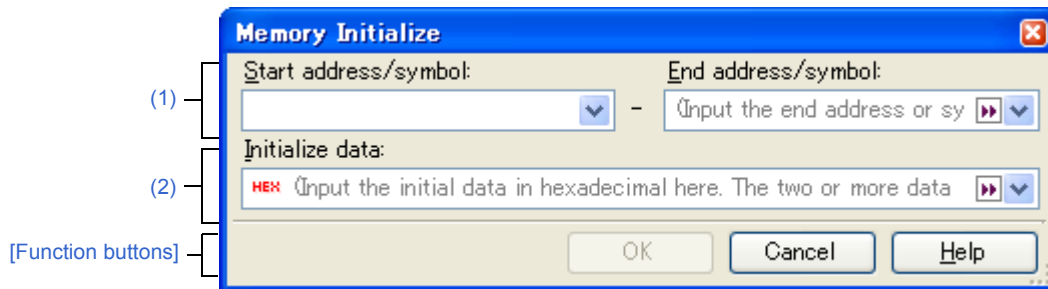 Memory Initialize
(1)
Start address/symbol:
End address/symbol:
-
(Input the end address or sy
(2)
Initialize data:
HEX (Input the initial data in hexadecimal here. The two or more data
[Function buttons]
OK Cancel Help